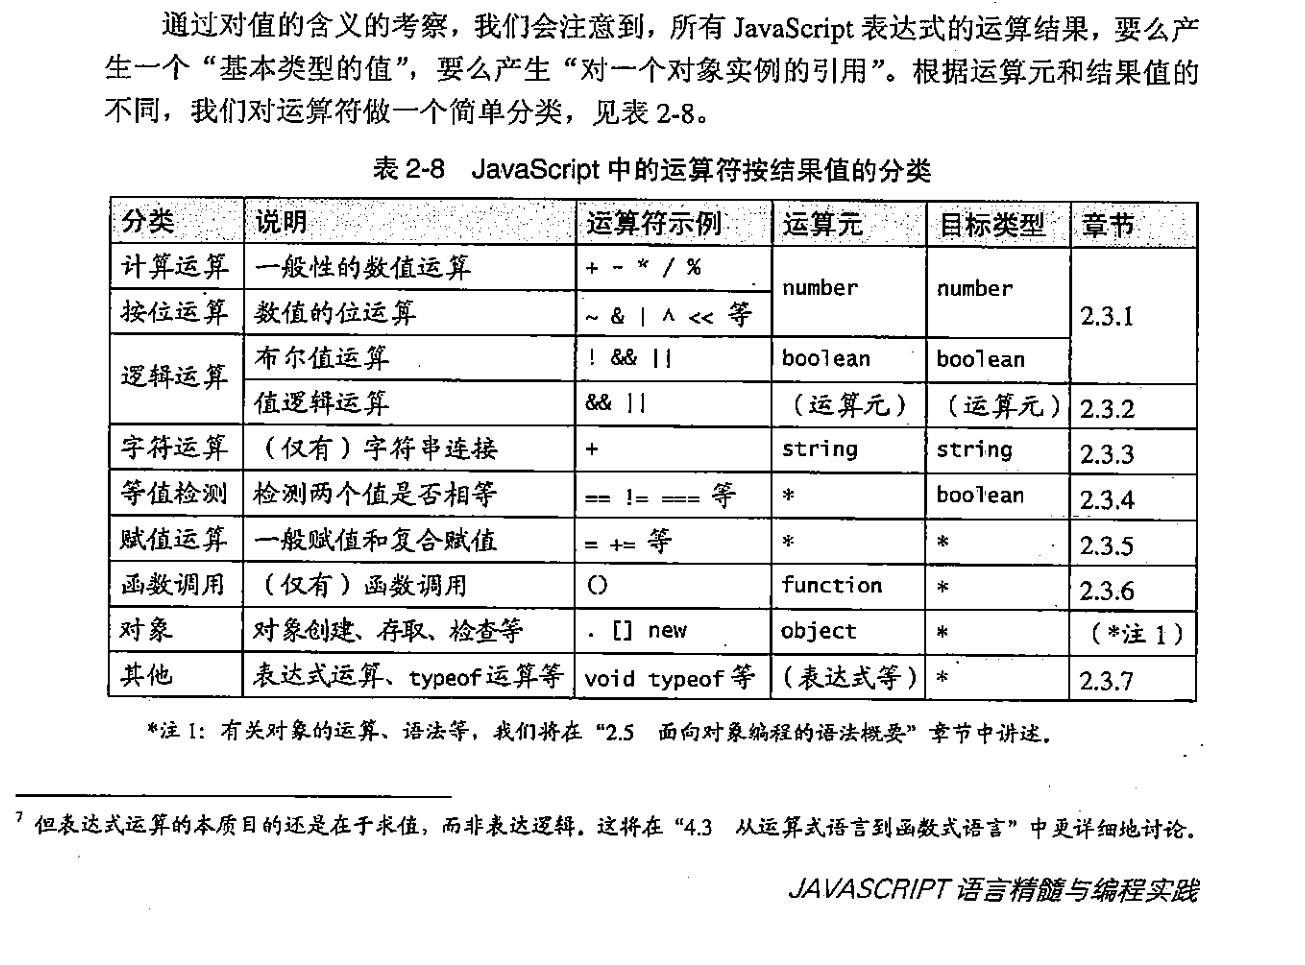 通过对值的含义的考察，我们会注意到，所有 JavaScript 表达式的运算结果，要么产
生一个“基本类型的值”，要么产生“对一个对象实例的引用”。根据运算元和结果值的
不同，我们对运算符做一个简单分类，见表 2-8。
表 2-8 JavaScript 中的运算符按结果值的分类
分类 说明 运算符示例 运算元 目标类型 章节
计算运算 一般性的数值运算 + - * / % number number 2.3.1
按位运算 数值的位运算 ~ & | ^ << 等
逻辑运算 布尔值运算 ! && || boolean boolean
值逻辑运算 && || （运算元） （运算元） 2.3.2
字符运算 （仅有）字符串连接 + string string 2.3.3
等值检测 检测两个值是否相等 == != === 等 * boolean 2.3.4
赋值运算 一般赋值和复合赋值 = += 等 * * 2.3.5
函数调用 （仅有）函数调用 () function * 2.3.6
对象 对象创建、存取、检查等 . [] new object * （*注 1）
其他 表达式运算、typeof运算等 void typeof 等 （表达式等） * 2.3.7
*注 1：有关对象的运算、语法等，我们将在“2.5 面向对象编程的语法概要”章节中讲述。
7 但表达式运算的本质目的还是在于求值，而非表达逻辑。这将在“4.3 从运算式语言到函数式语言”中更详细地讨论。
JAVASCRIPT 语言精髓与编程实践